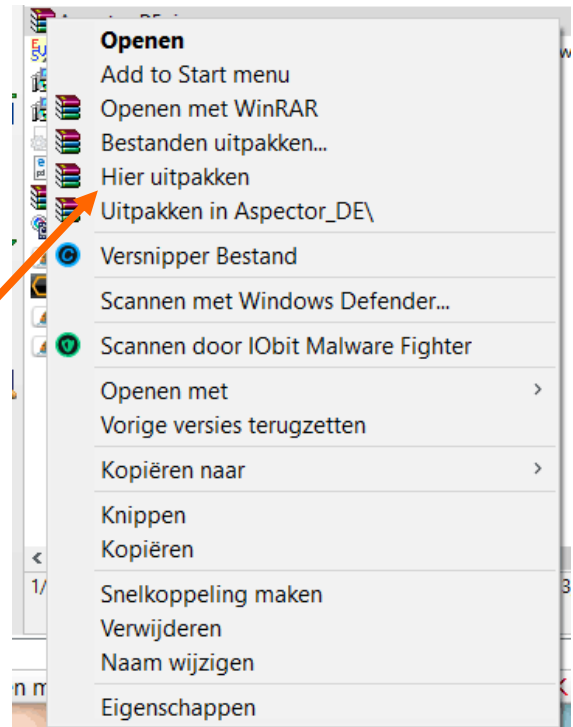 Openen
Add to Start menu
Openen met WinRAR
Bestanden uitpakken...
Hier uitpakken
Uitpakken in Aspector_DE\
Versnipper Bestand
Scannen met Windows Defender...
Scannen door IObit Malware Fighter
Openen met
Vorige versies terugzetten
Kopiëren naar
Knippen
Kopiëren
1/
Snelkoppeling maken
Verwijderen
Naam wijzigen
Eigenschappen